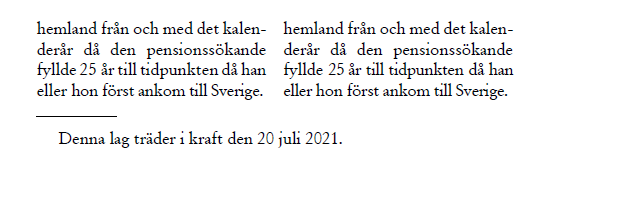 hemland från och med det kalen-
derår då den pensionssökande
fyllde 25 år till tidpunkten då han
eller hon först ankom till Sverige.
hemland från och med det kalen-
derår då den pensionssökande
fyllde 25 år till tidpunkten då han
eller hon först ankom till Sverige.
Denna lag träder i kraft den 20 juli 2021.